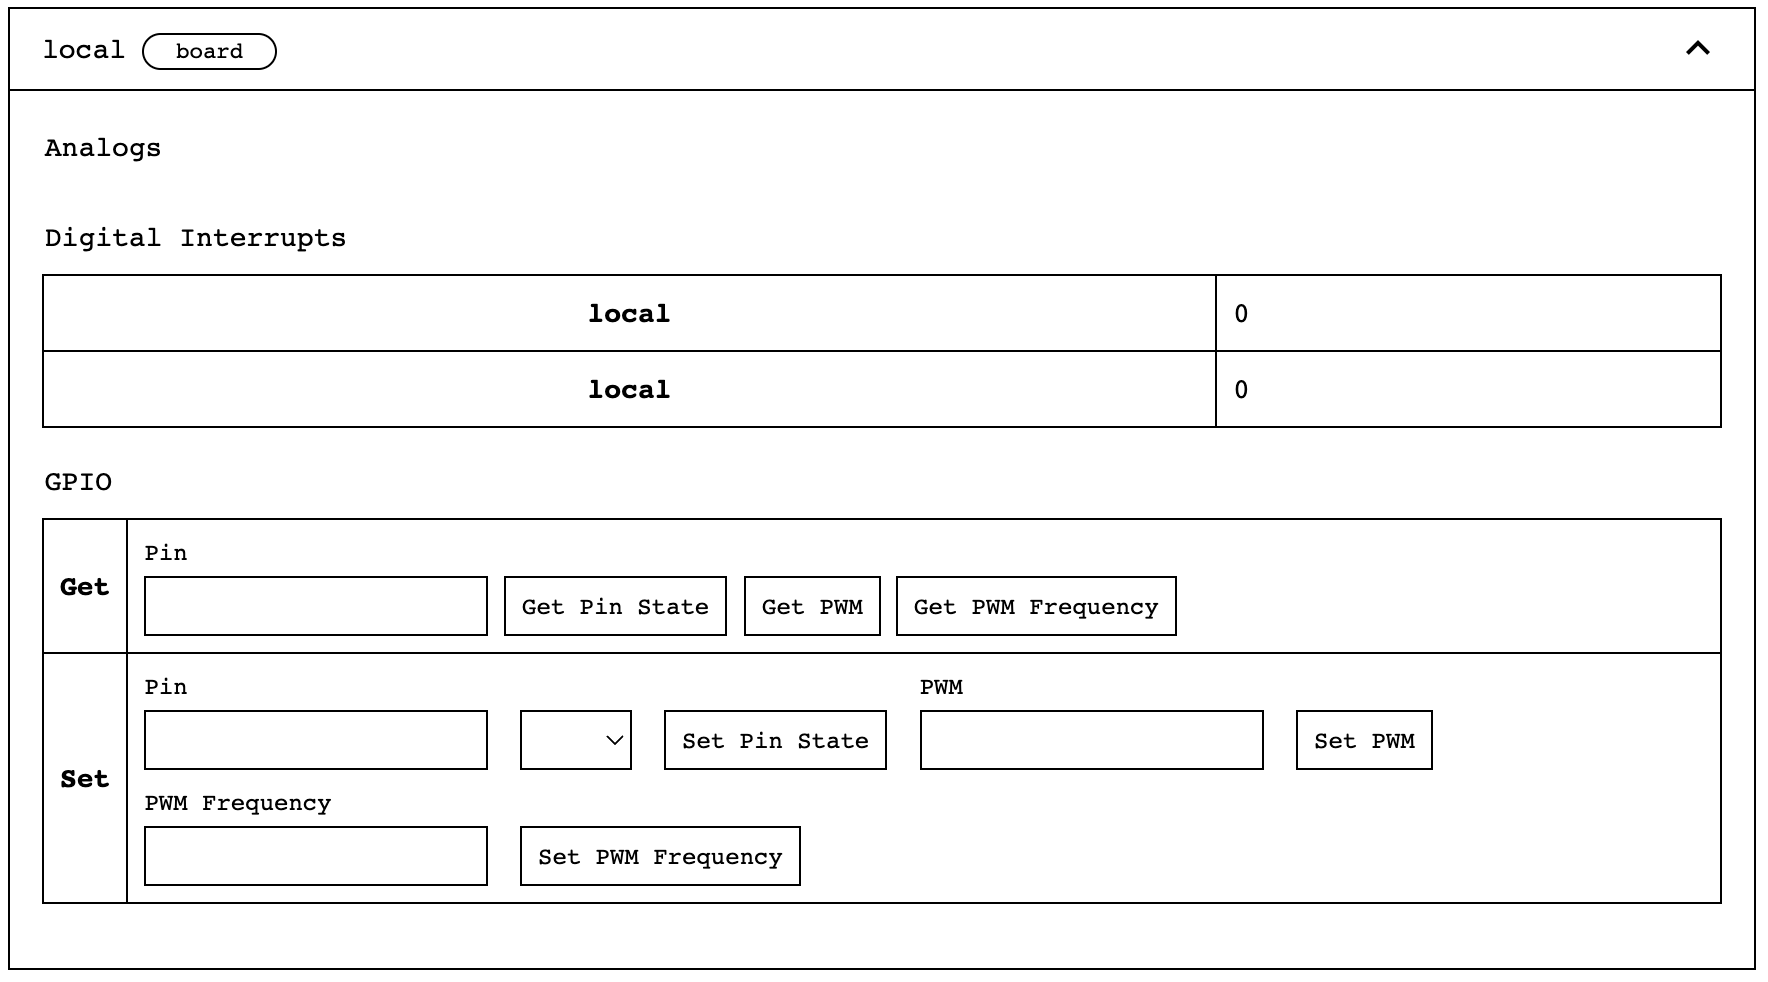 local board
Analogs
Digital Interrupts
local 0
local 0
GPIO
Get
Pin
Get Pin State Get PWM Get PWM Frequency
Set
Pin PWM
Set Pin State Set PWM
PWM Frequency
Set PWM Frequency